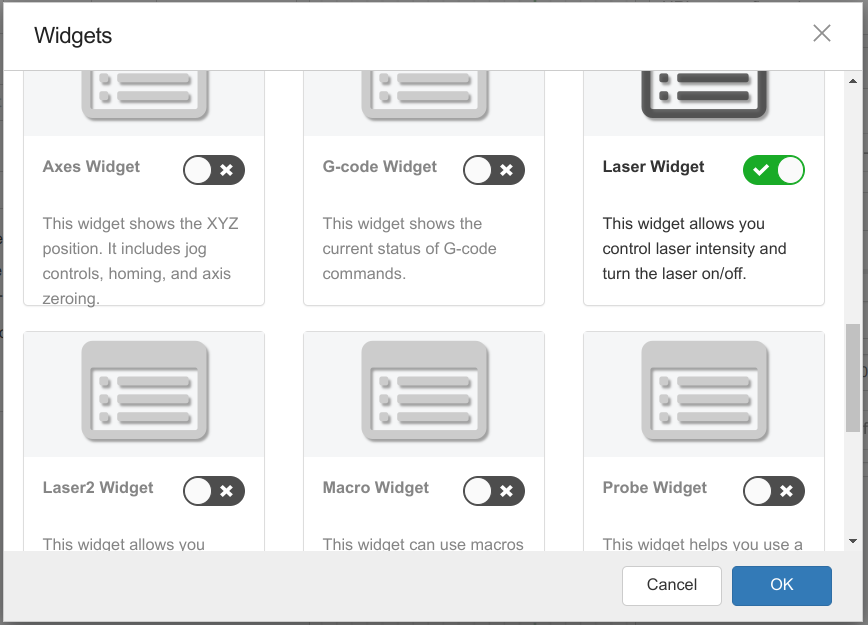 Widgets
Axes Widget
This widget shows the XYZ
position. It includes jog
controls, homing, and axis
zeroing.
G-code Widget
This widget shows the
current status of G-code
commands.
Laser Widget
This widget allows you
control laser intensity and
turn the laser on/off.
Laser2 Widget
This widget allows you
Macro Widget
This widget can use macros
Probe Widget
This widget helps you use a
Cancel
OK